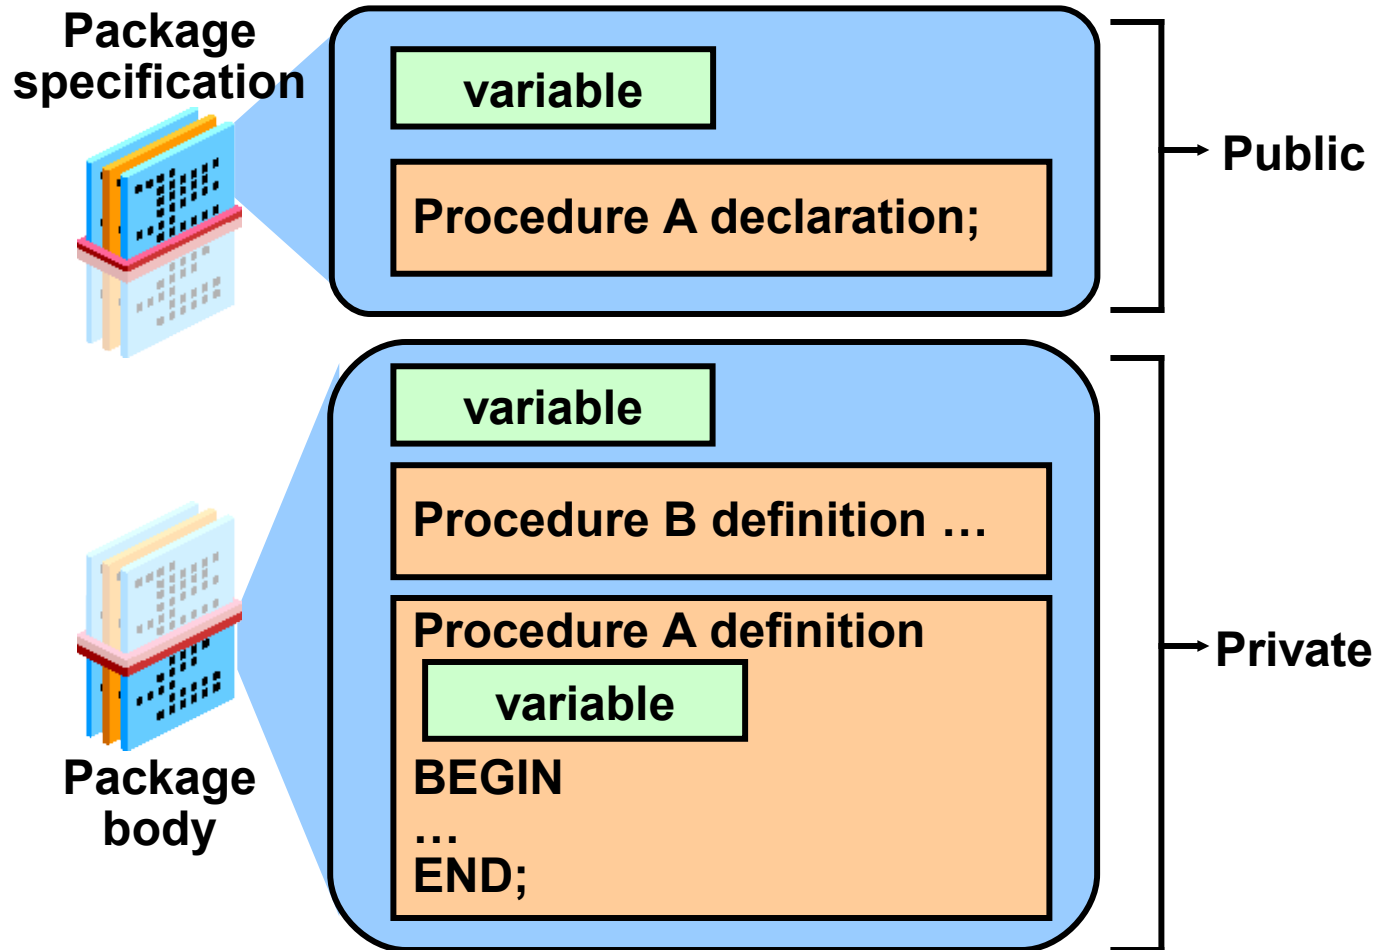 Package
specification
variable
Procedure A declaration;
Public
variable
Procedure B definition …
Procedure A definition
variable
BEGIN
…
END;
Private
Package
body